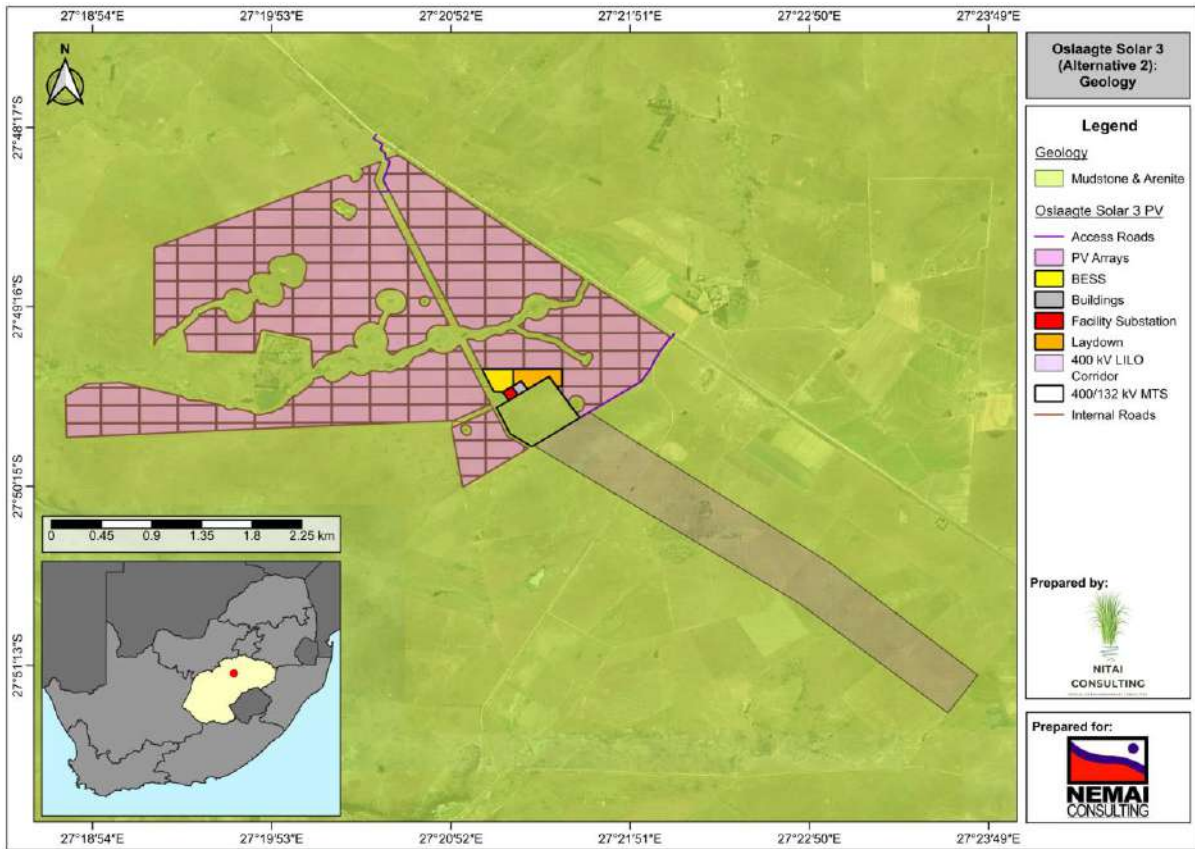 27°18'54"E
27°19'53"E
27°20'52"E
27°21'51"E
27°22'50"E
27°23'49"E
N
27°48'17"S
27°49'16"S
27°50'15"S
27°51'13"S
0 0.45 0.9 1.35 1.8 2.25 km
27°18'54"E
27°19'53"E
27°20'52"E
27°21'51"E
27°22'50"E
27°23'49"E
Oslaagte Solar 3
(Alternative 2):
Geology
Legend
Geology
Mudstone & Arenite
Oslaagte Solar 3 PV
Access Roads
PV Arrays
BESS
Buildings
Facility Substation
Laydown
400 kV LILO
Corridor
400/132 kV MTS
Internal Roads
Prepared by:
NITAI
CONSULTING
Prepared for:
NEMAI
CONSULTING